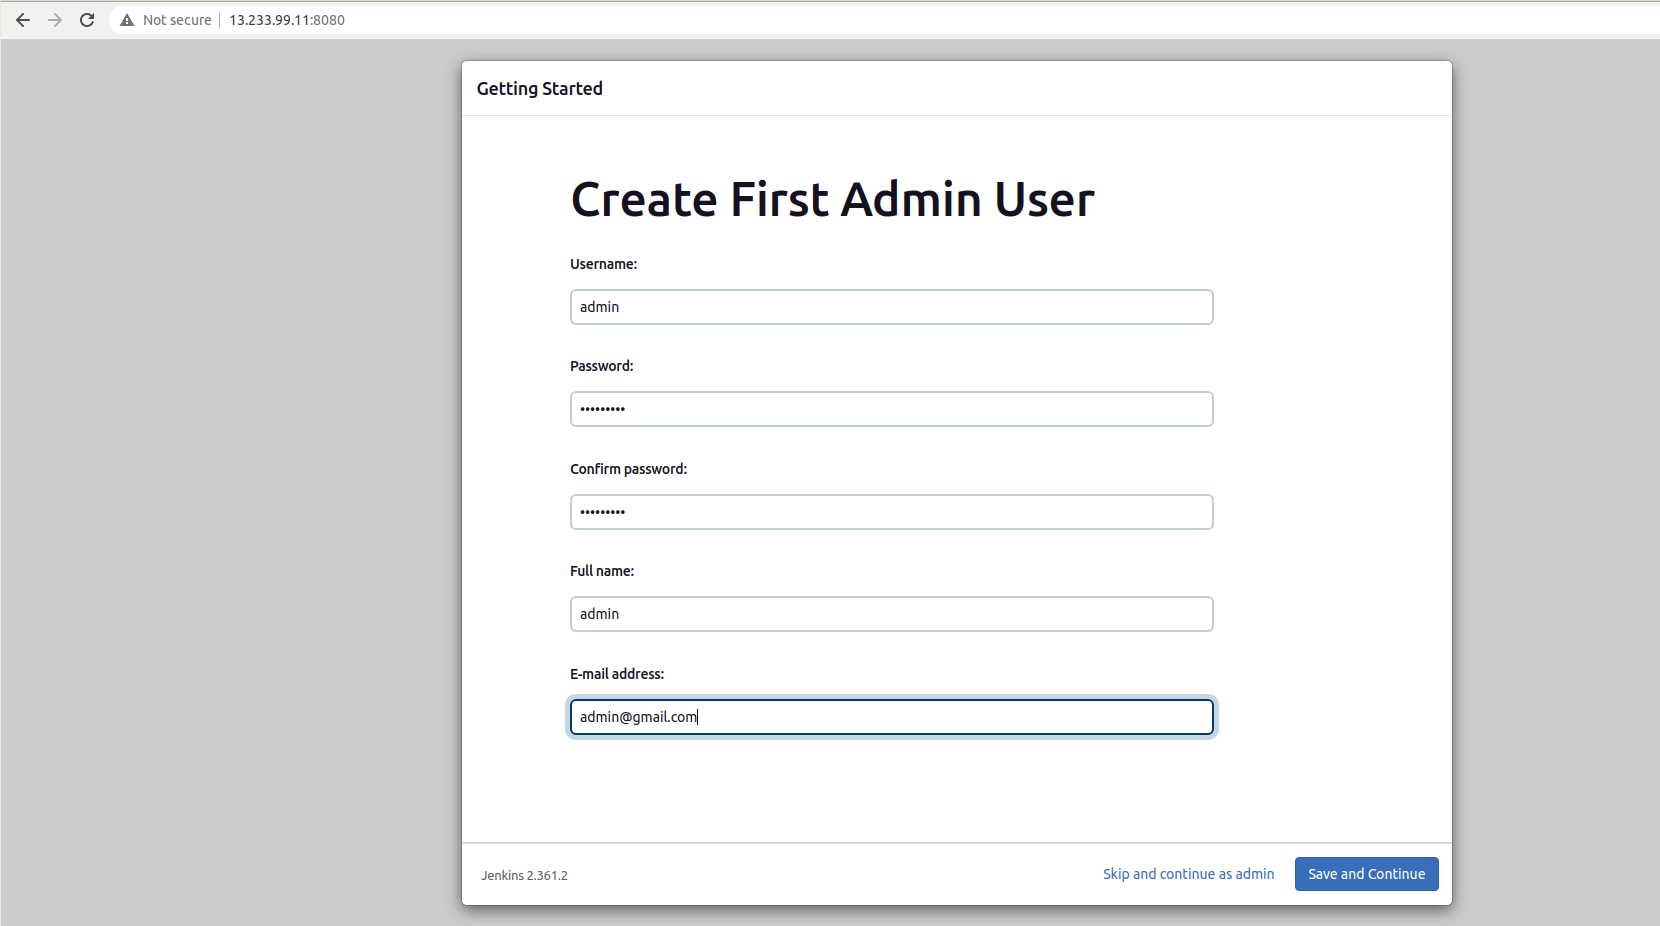 Not secure 13.233.99.11:8080
Getting Started
Create First Admin User
Username:
admin
Password:
•••••••••
Confirm password:
•••••••••
Full name:
admin
E-mail address:
admin@gmail.com
Jenkins 2.361.2
Skip and continue as admin
Save and Continue